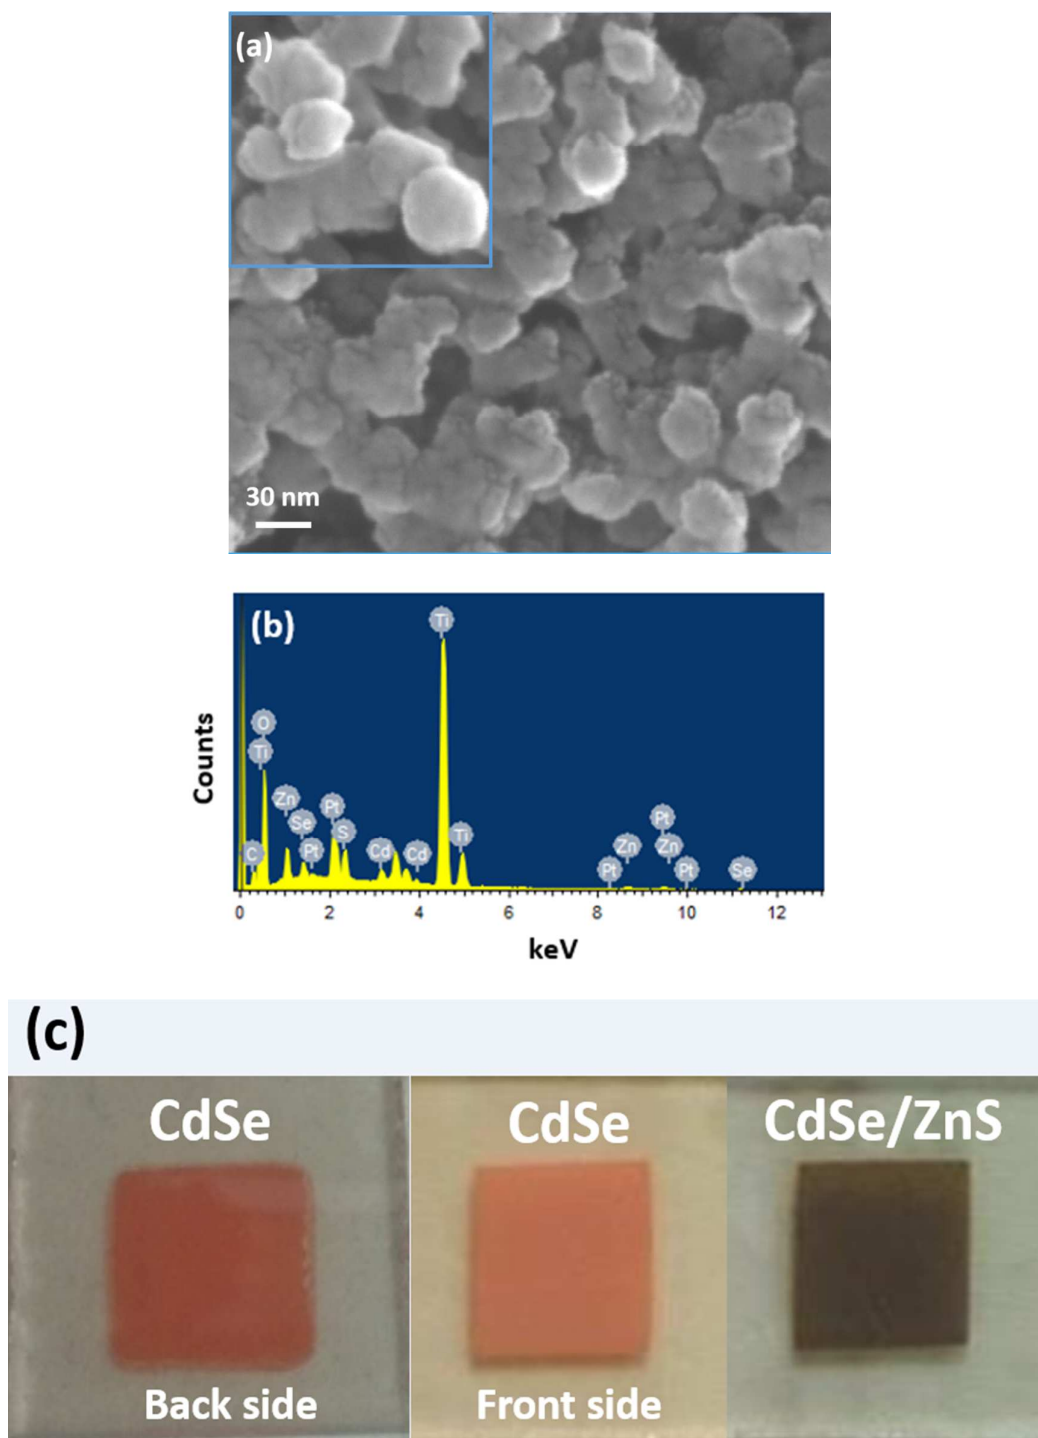 (a)
30 nm
(b)
Ti
O
Ti
Zn
Pt
Se
S
C
Pt
Cd
Cd
Ti
Pt
Zn
Zn
Pt
Pt
Se
Counts
0 2 4 6 8 10 12
keV
(c)
CdSe
CdSe
CdSe/ZnS
Back side
Front side